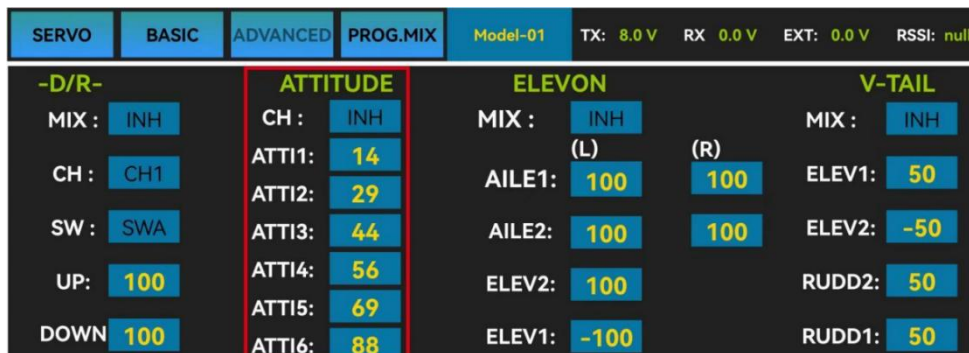 SERVO BASIC ADVANCED PROG.MIX Model-01 TX: 8.0 V RX 0.0 V EXT: 0.0 V RSSI: null
-D/R- ATTITUDE ELEVON V-TAIL
MIX : INH CH : INH MIX : INH MIX : INH
(L) (R)
CH : CH1 ATTI1: 14 AILE1: 100 100 ELEV1: 50
ATTI2: 29
SW : SWA ATTI3: 44 AILE2: 100 100 ELEV2: -50
UP: 100 ATTI4: 56 ELEV2: 100 RUDD2: 50
ATTI5: 69
DOWN 100 ATTI6: 88 ELEV1: -100 RUDD1: 50